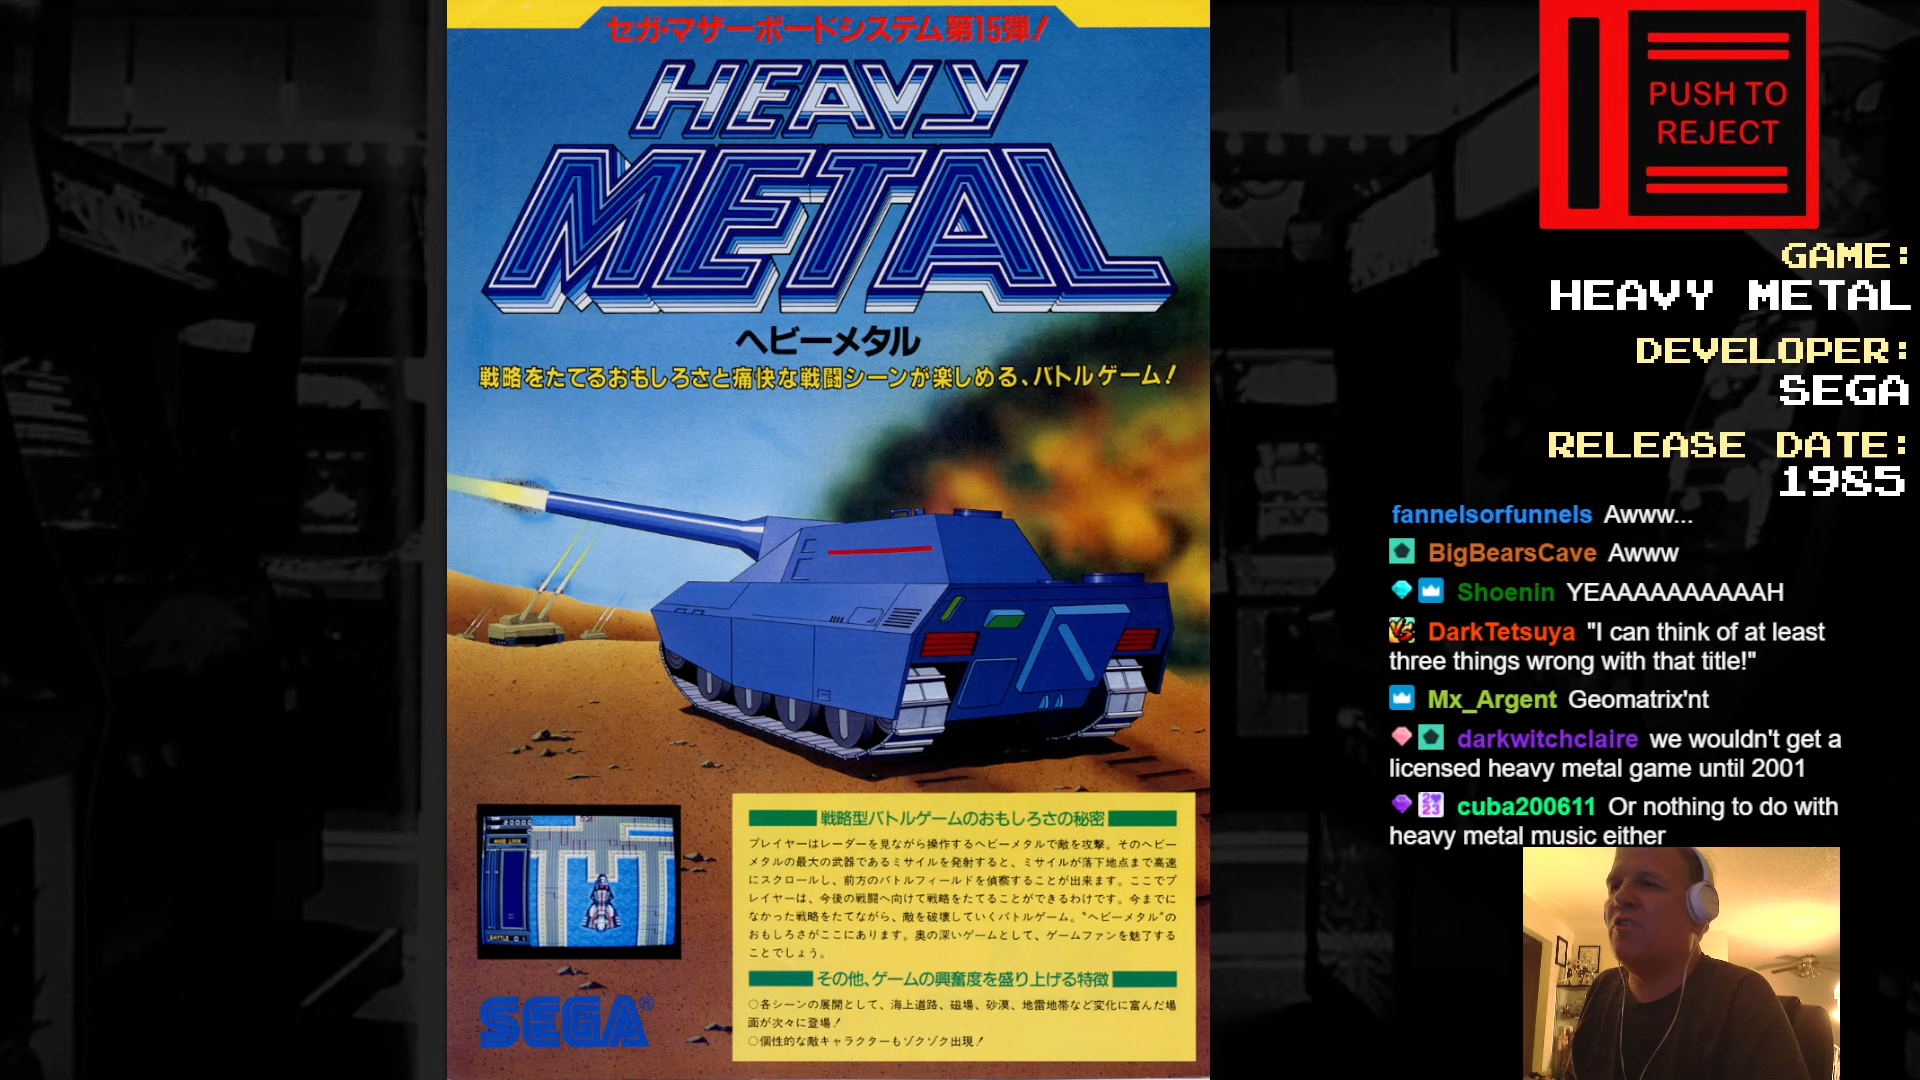 セガ・マザーボードシステム第15弾!
HEAVY
METAL
ヘビーメタル
戦略をたてるおもしろさと痛快な戦闘シーンが楽しめる、バトルゲーム!
戦略型バトルゲームのおもしろさの秘密
プレイヤーはレーダーを見ながら操作するヘビーメタルで敵を攻撃。そのヘビー
メタルの最大の武器であるミサイルを発射すると、ミサイルが落下地点まで高速
にスクロールし、前方のバトルフィールドを偵察することが出来ます。ここでプ
レイヤーは、今後の戦闘へ向けて戦略をたてることができるわけです。今までに
なかった戦略をたてながら、敵を破壊していくバトルゲーム。"ヘビーメタル"の
おもしろさがここにあります。奥の深いゲームとして、ゲームファンを魅了する
ことでしょう。
その他、ゲームの興奮度を盛り上げる特徴
○各シーンの展開として、海上道路、磁場、砂漠、地雷地帯など変化に富んだ場
面が次々に登場!
○個性的な敵キャラクターもゾクゾク出現!
SEGA®
PUSH TO
REJECT
GAME:
HEAVY METAL
DEVELOPER:
SEGA
RELEASE DATE:
1985
fannelsorfunnels Awww...
BigBearsCave Awww
Shoenin YEAAAAAAAAAAH
DarkTetsuya "I can think of at least
three things wrong with that title!"
Mx_Argent Geomatrix'nt
darkwitchclaire we wouldn't get a
licensed heavy metal game until 2001
cuba200611 Or nothing to do with
heavy metal music either